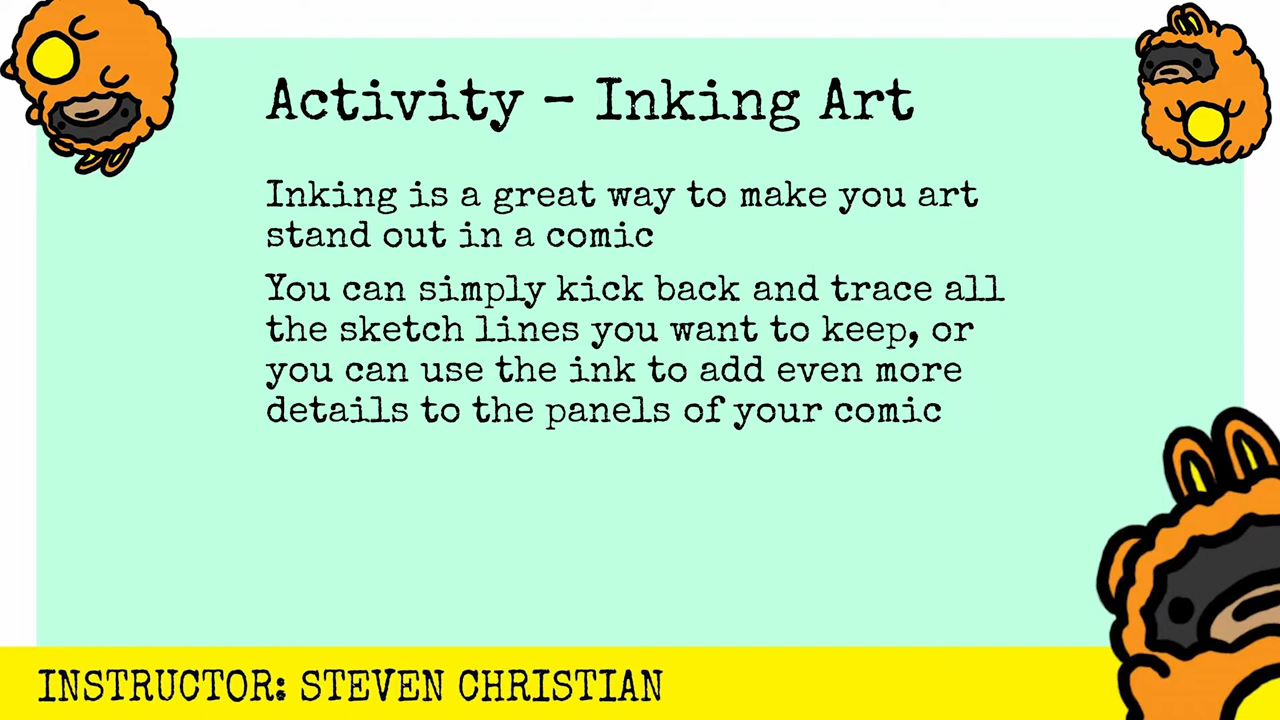 Activity – Inking Art
Inking is a great way to make you art
stand out in a comic
You can simply kick back and trace all
the sketch lines you want to keep, or
you can use the ink to add even more
details to the panels of your comic
INSTRUCTOR: STEVEN CHRISTIAN